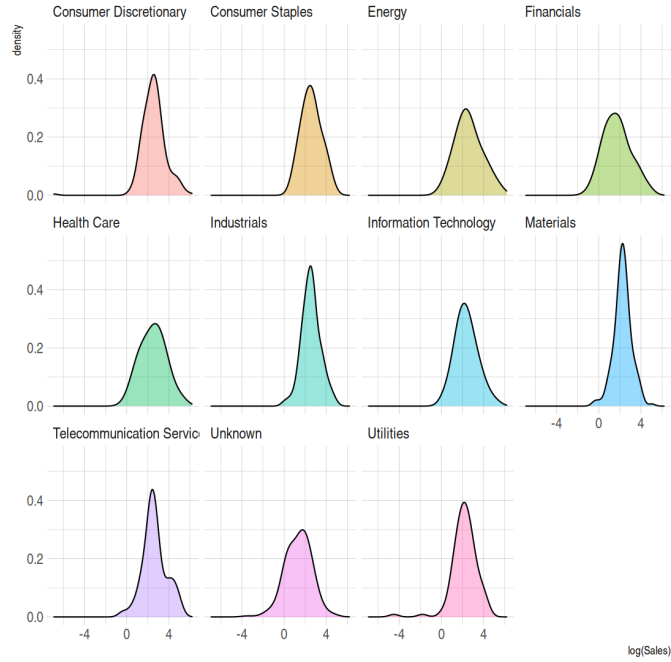 Consumer Discretionary Consumer Staples Energy Financials
density
0.4
0.2
0.0
Health Care Industrials Information Technology Materials
0.4
0.2
0.0
-4 0 4
Telecommunication Servic Unknown Utilities
0.4
0.2
0.0
-4 0 4 -4 0 4 -4 0 4
log(Sales)